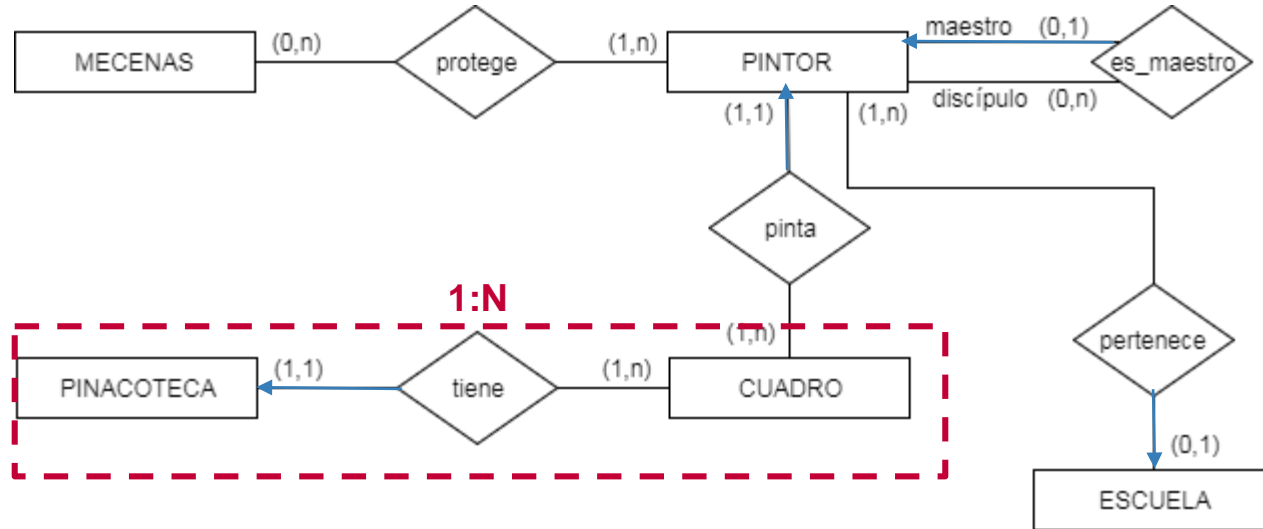 maestro (0,1)
(0,n) (1,n)
MECENAS protege PINTOR es_maestro
discípulo (0,n)
(1,1) (1,n)
pinta
1:N
(1,n)
pertenece
(1,1) (1,n)
PINACOTECA tiene CUADRO
(0,1)
ESCUELA